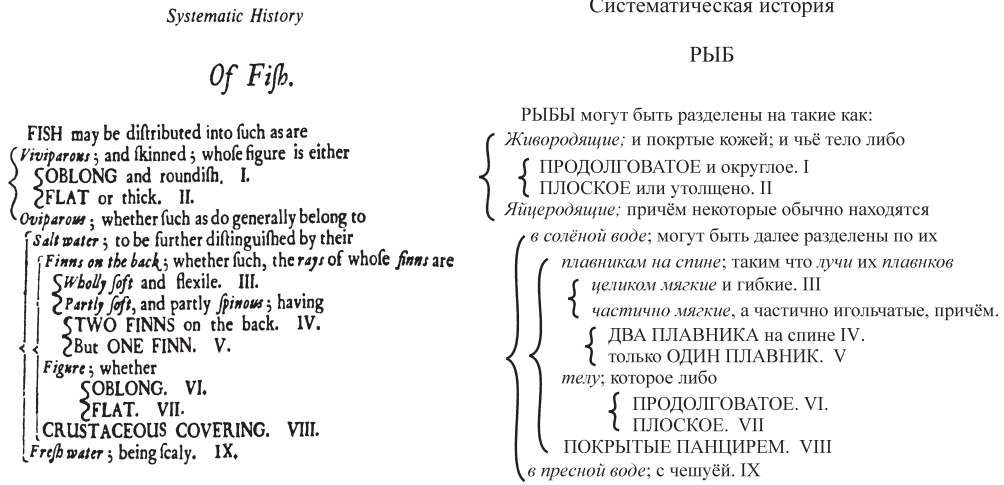 Systematic History
Of Fiſh.
FISH may be diſtributed into ſuch as are
Viviparous; and ſkinned; whoſe figure is either
OBLONG and roundiſh. I.
FLAT or thick. II.
Oviparous; whether ſuch as do generally belong to
Salt water; to be further diſtinguiſhed by their
Finns on the back; whether ſuch, the rays of whoſe finns are
Wholly ſoft and flexile. III.
Partly ſoft, and partly ſpinous; having
TWO FINNS on the back. IV.
But ONE FINN. V.
Figure; whether
OBLONG. VI.
FLAT. VII.
CRUSTACEOUS COVERING. VIII.
Freſh water; being ſcaly. IX.
Систематическая история
РЫБ
РЫБЫ могут быть разделены на такие как:
Живородящие; и покртые кожей; и чьё тело либо
ПРОДОЛГОВАТОЕ и округлое. I
ПЛОСКОЕ или утолщено. II
Яйцеродящие; причём некоторые обычно находятся
в солёной воде; могут быть далее разделены по их
плавникам на спине; таким что лучи их плавнков
целиком мягкие и гибкие. III
частично мягкие, а частично игольчатые, причём.
ДВА ПЛАВНИКА на спине IV.
только ОДИН ПЛАВНИК. V
телу; которое либо
ПРОДОЛГОВАТОЕ. VI.
ПЛОСКОЕ. VII
ПОКРЫТЫЕ ПАНЦИРЕМ. VIII
в пресной воде; с чешуёй. IX